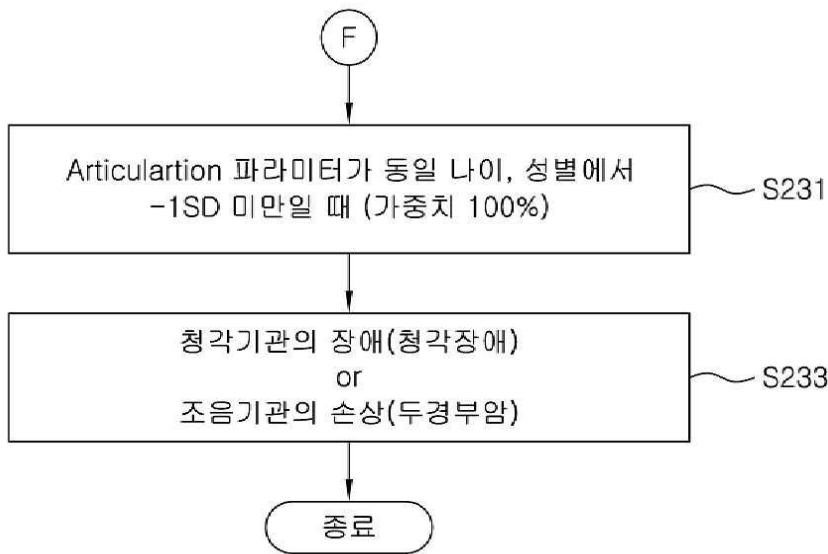 F
Articulartion 파라미터가 동일 나이, 성별에서
-1SD 미만일 때 (가중치 100%)
S231
청각기관의 장애(청각장애)
or
조음기관의 손상(두경부암)
S233
종료